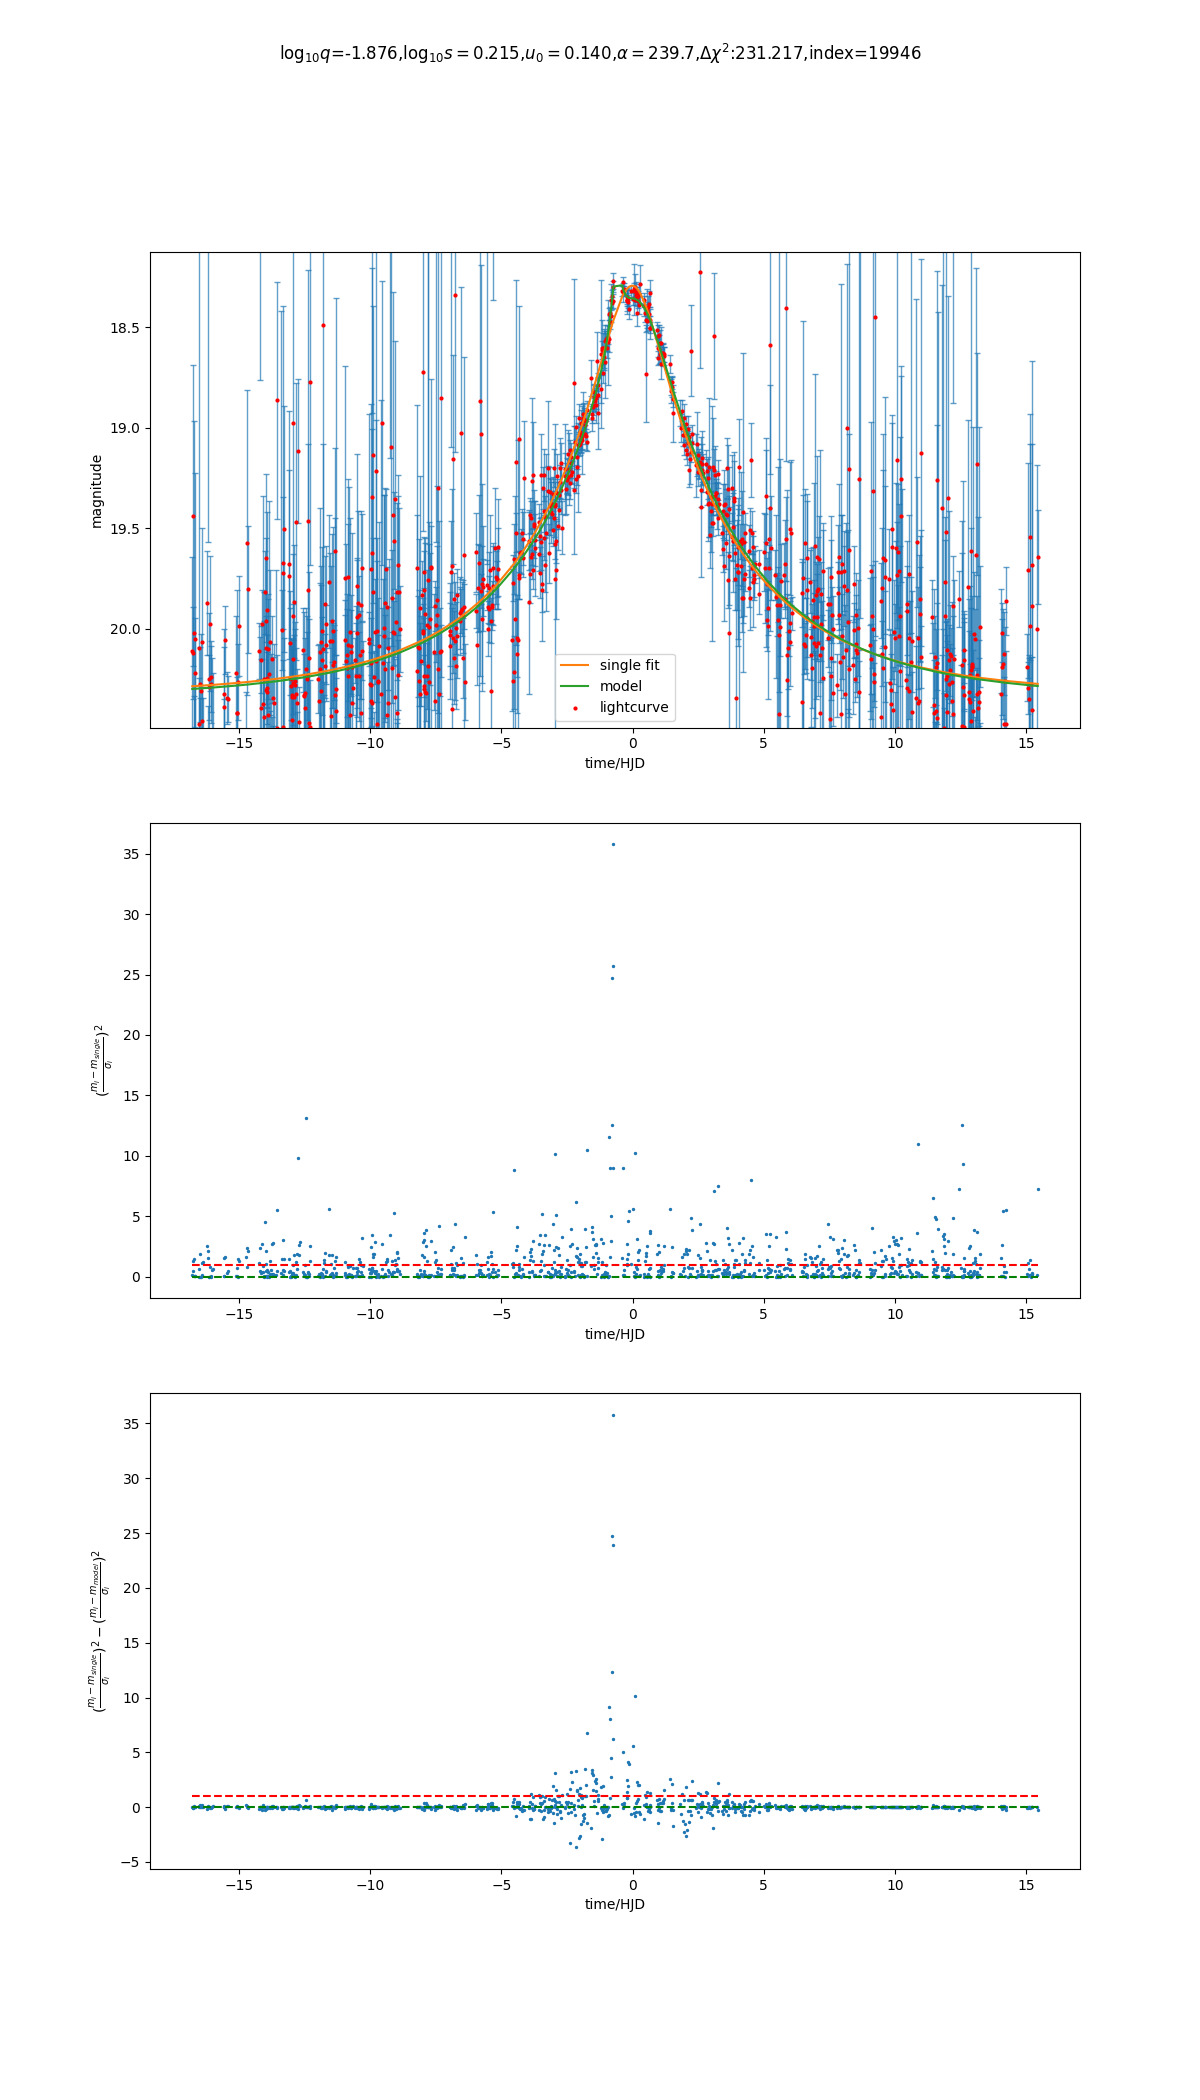 log₁₀q=-1.876,log₁₀s = 0.215,u₀ = 0.140,α = 239.7,Δχ²:231.217,index=19946
18.5
19.0
19.5
20.0
magnitude
single fit
model
lightcurve
−15 −10 −5 0 5 10 15
time/HJD
35
30
25
20
15
10
5
0
(mᵢ − m_single / σᵢ)²
−15 −10 −5 0 5 10 15
time/HJD
35
30
25
20
15
10
5
0
−5
(mᵢ − m_single / σᵢ)² − (mᵢ − m_model / σᵢ)²
−15 −10 −5 0 5 10 15
time/HJD